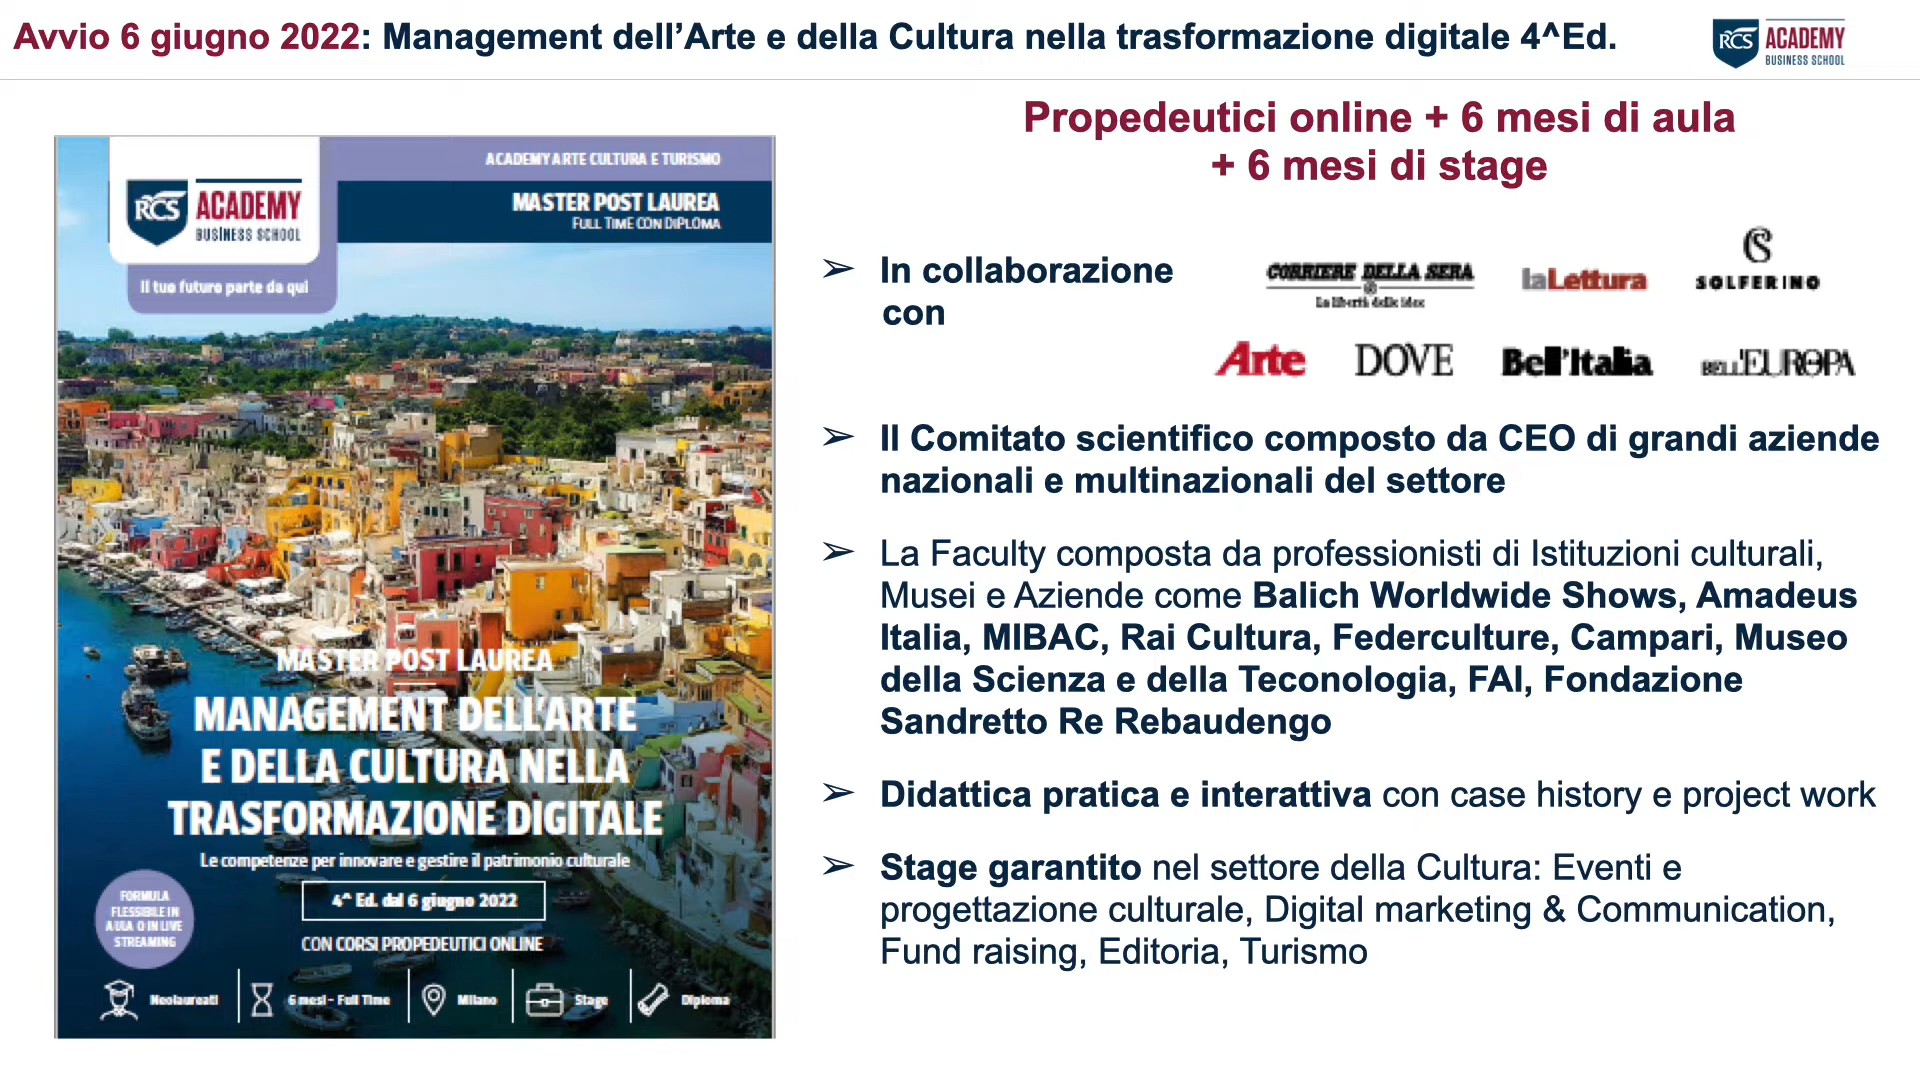 Avvio 6 giugno 2022: Management dell’Arte e della Cultura nella trasformazione digitale 4^Ed.
RCS ACADEMY
BUSINESS SCHOOL
RCS ACADEMY
BUSINESS SCHOOL
Il tuo futuro parte da qui
ACADEMY ARTE CULTURA E TURISMO
MASTER POST LAUREA
FULL TIME CON DIPLOMA
MASTER POST LAUREA
MANAGEMENT DELL'ARTE
E DELLA CULTURA NELLA
TRASFORMAZIONE DIGITALE
Le competenze per innovare e gestire il patrimonio culturale
4^ Ed. dal 6 giugno 2022
CON CORSI PROPEDEUTICI ONLINE
FORMULA
FLESSIBILE IN
AULA O IN LIVE
STREAMING
Neolaureati
6 mesi - Full Time
Milano
Stage
Diploma
Propedeutici online + 6 mesi di aula
+ 6 mesi di stage
➢ In collaborazione
con
CORRIERE DELLA SERA
La libertà delle idee
laLettura
SOLFERINO
Arte
DOVE
Bell'Italia
BELL'EUROPA
➢ Il Comitato scientifico composto da CEO di grandi aziende
nazionali e multinazionali del settore
➢ La Faculty composta da professionisti di Istituzioni culturali,
Musei e Aziende come Balich Worldwide Shows, Amadeus
Italia, MIBAC, Rai Cultura, Federculture, Campari, Museo
della Scienza e della Teconologia, FAI, Fondazione
Sandretto Re Rebaudengo
➢ Didattica pratica e interattiva con case history e project work
➢ Stage garantito nel settore della Cultura: Eventi e
progettazione culturale, Digital marketing & Communication,
Fund raising, Editoria, Turismo